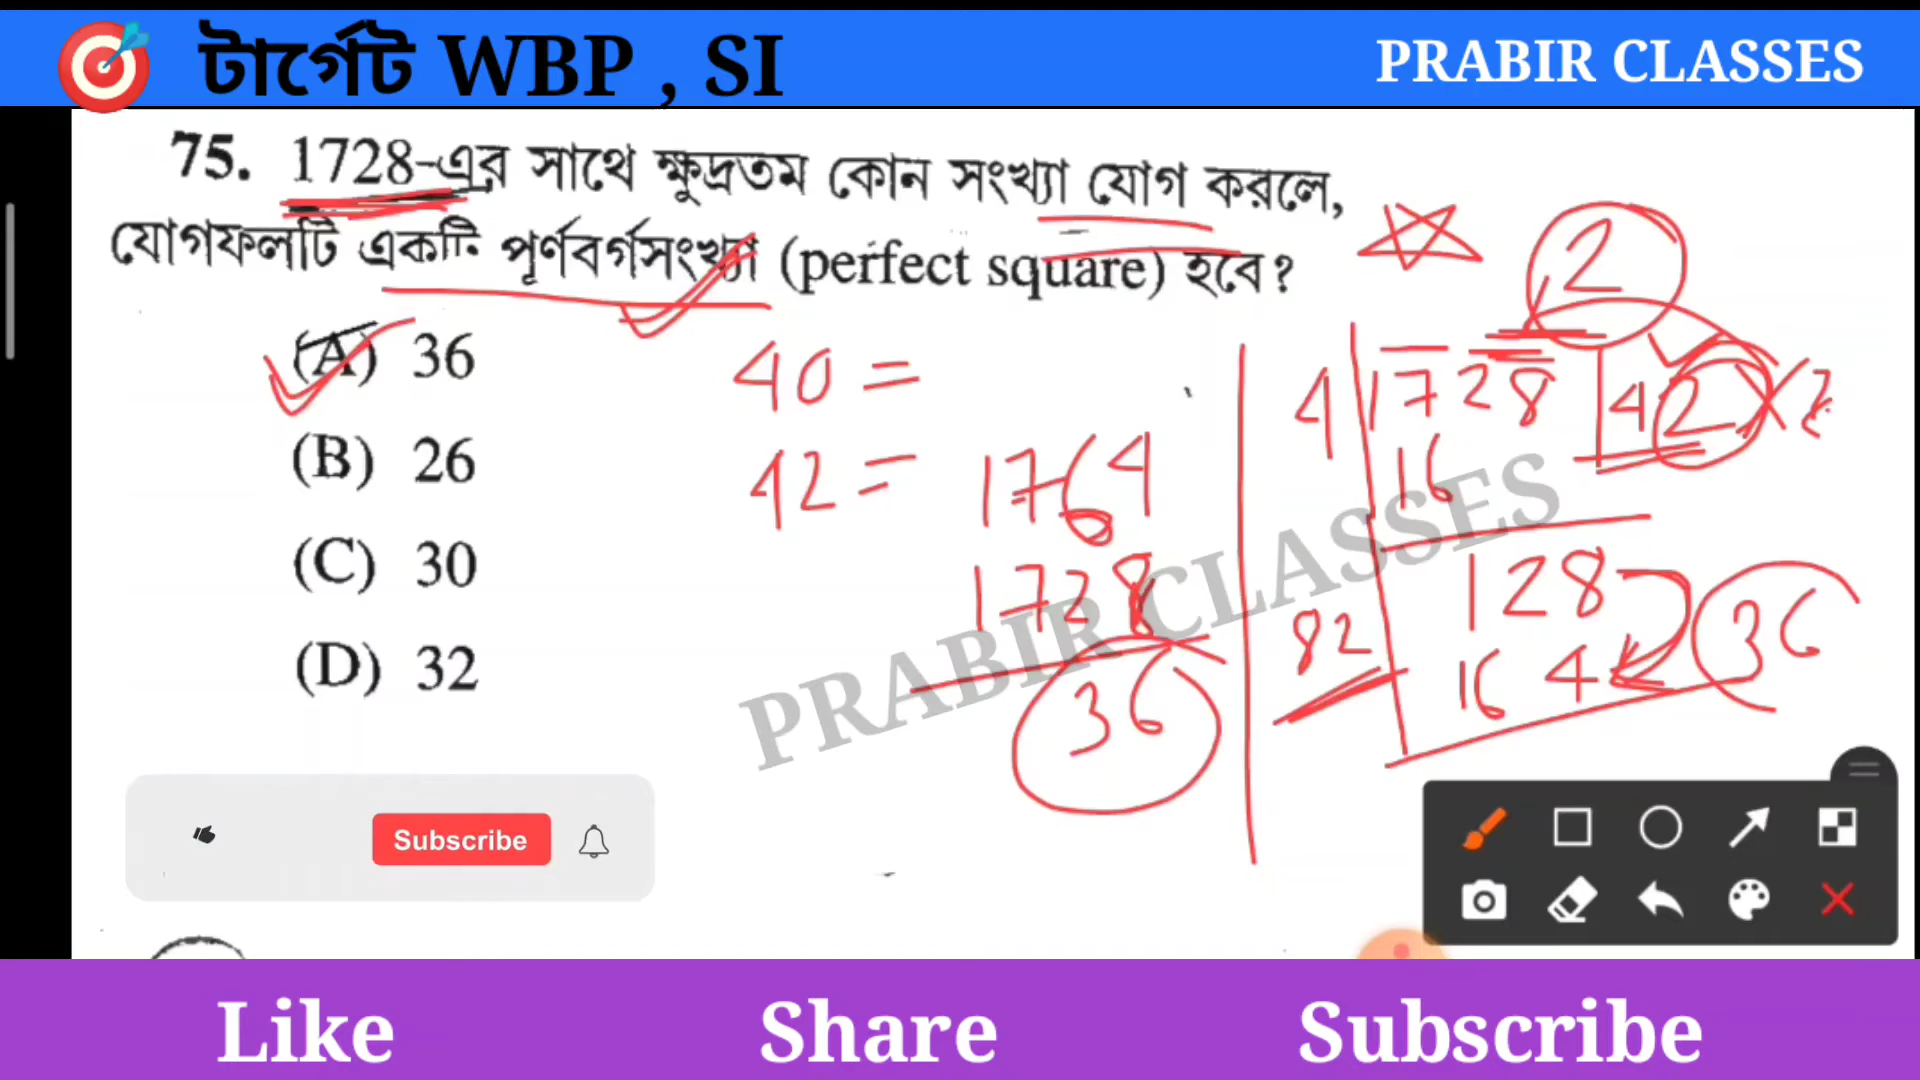 টার্গেট WBP , SI
PRABIR CLASSES
75. 1728-এর সাথে ক্ষুদ্রতম কোন সংখ্যা যোগ করলে,
যোগফলটি একটি পূর্ণবর্গসংখ্যা (perfect square) হবে?
(A) 36
(B) 26
(C) 30
(D) 32
40 =
42 = 1764
1728
36
2
4 1728 42 × 2
16
128
82 164 36
PRABIR CLASSES
Subscribe
Like Share Subscribe